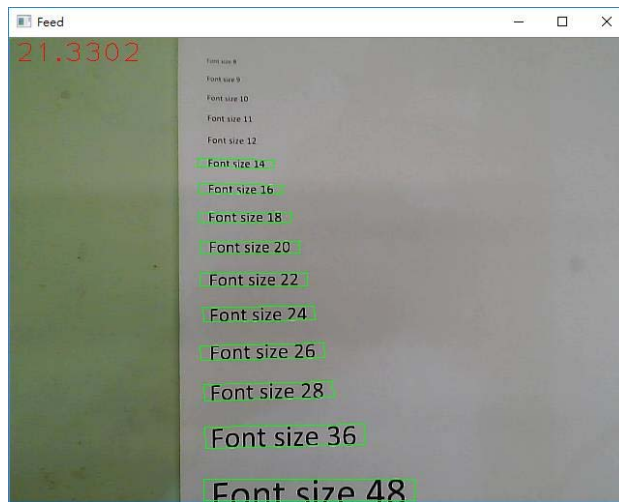 Feed
21.3302
Font size 8
Font size 9
Font size 10
Font size 11
Font size 12
Font size 14
Font size 16
Font size 18
Font size 20
Font size 22
Font size 24
Font size 26
Font size 28
Font size 36
Font size 48